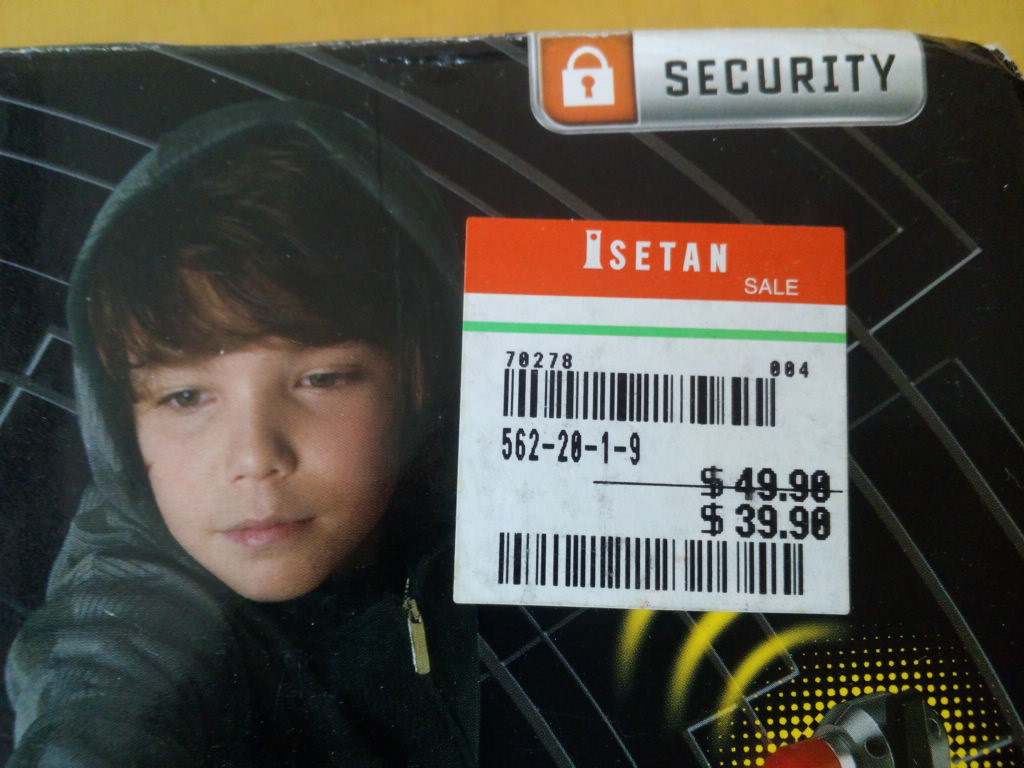 SECURITY
ISETAN
SALE
70278 004
562-20-1-9
$ 49.90
$ 39.90